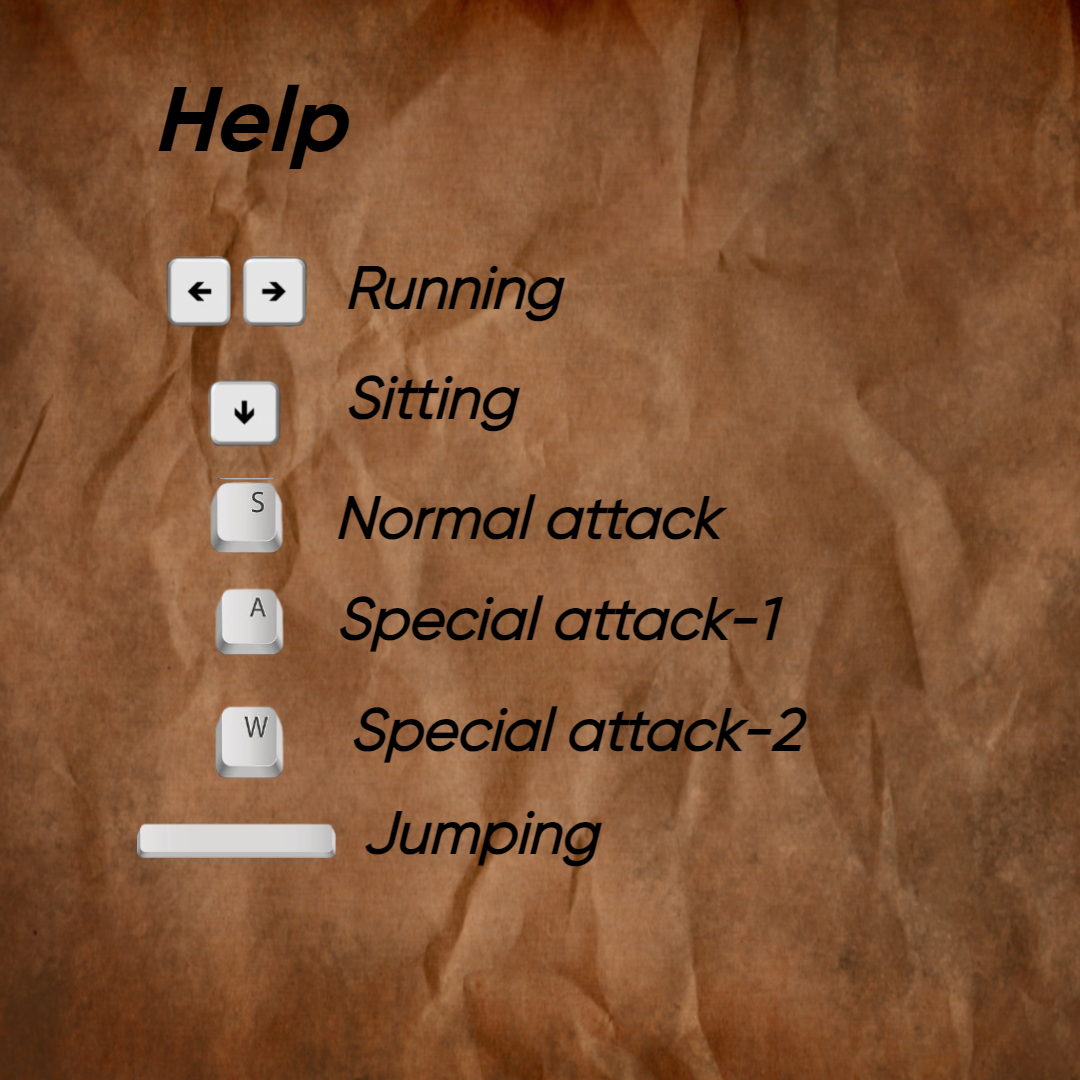 Help
← → Running
↓ Sitting
S Normal attack
A Special attack-1
W Special attack-2
Jumping